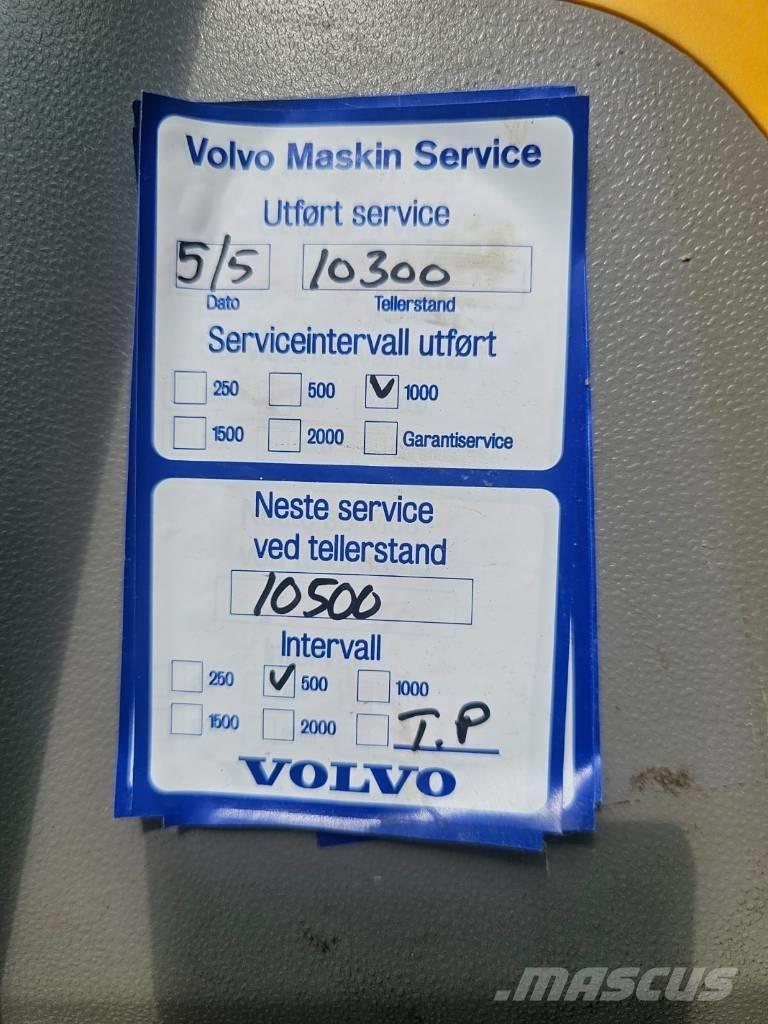 Volvo Maskin Service
Utført service
5/5 10300
Dato Tellerstand
Serviceintervall utført
250 500 1000
1500 2000 Garantiservice
Neste service
ved tellerstand
10500
Intervall
250 500 1000
1500 2000 T.P
VOLVO
MASCUS